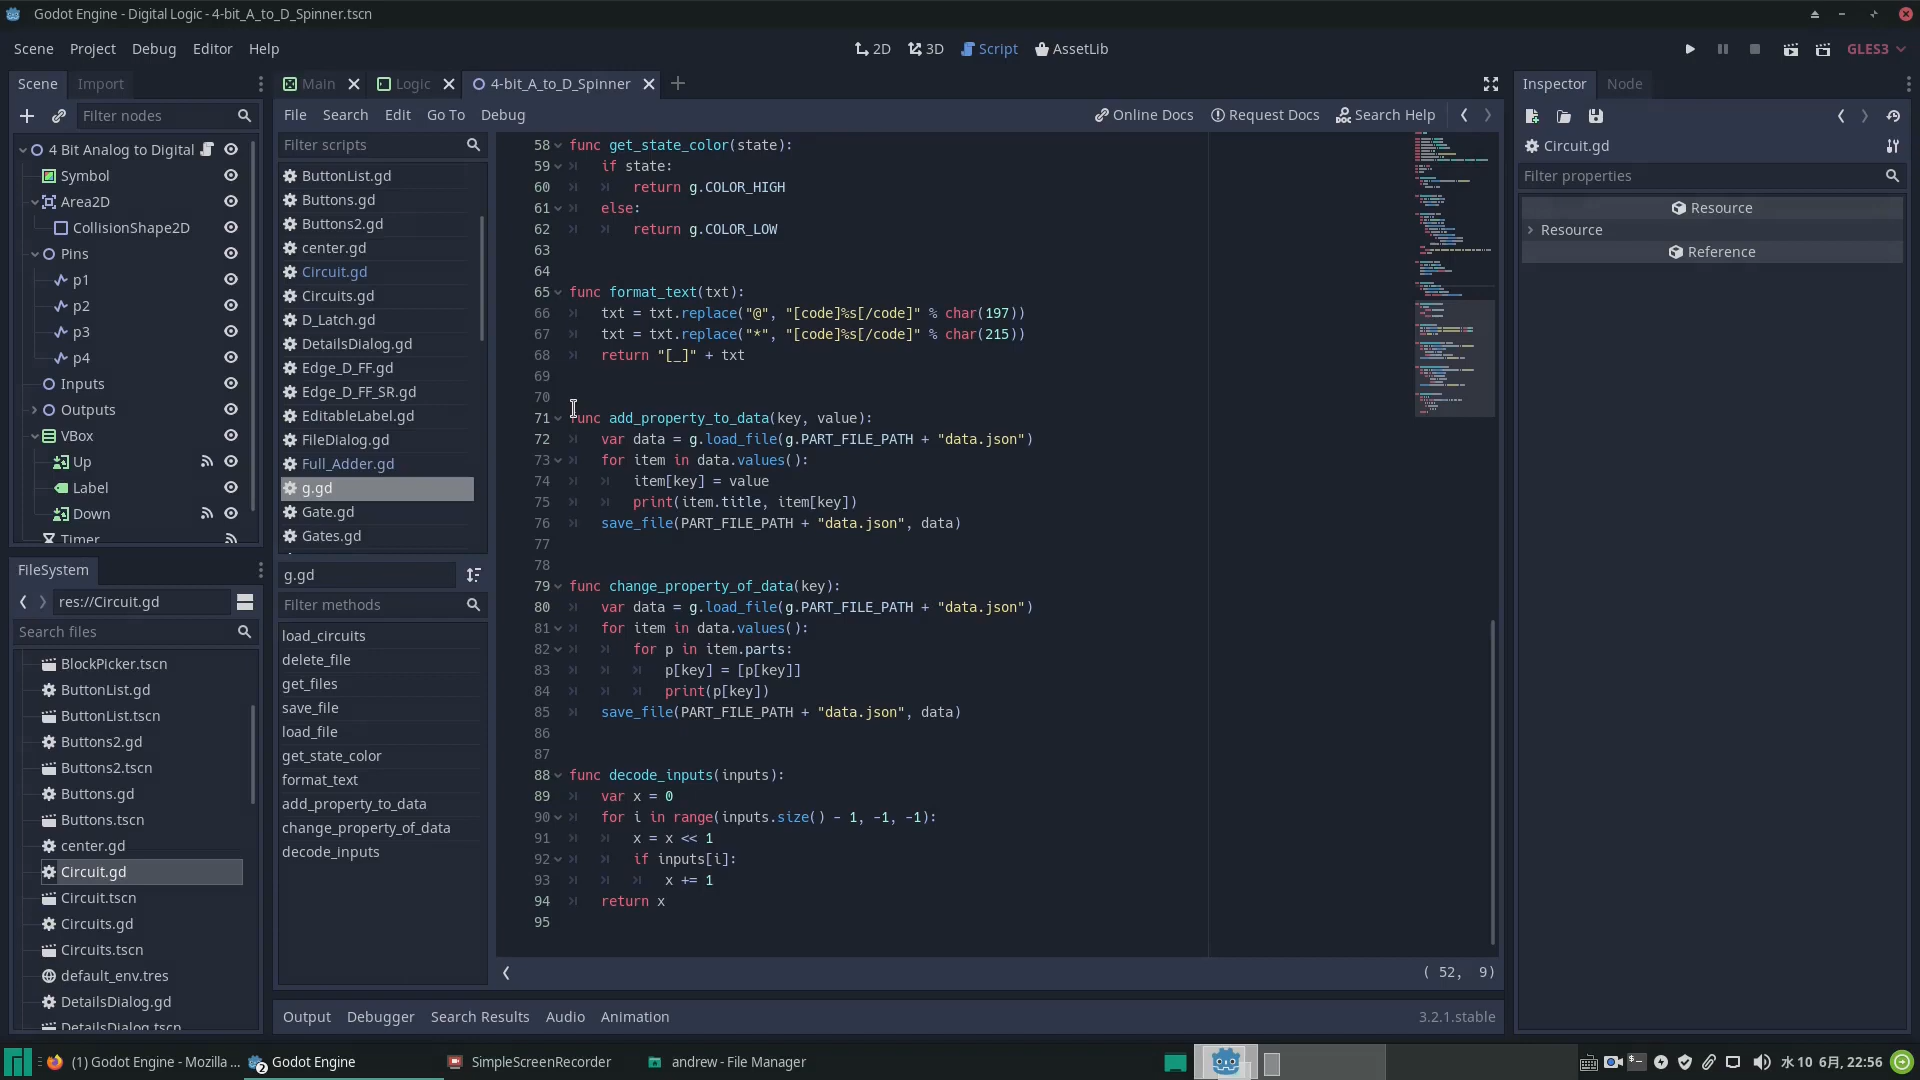 Godot Engine - Digital Logic - 4-bit_A_to_D_Spinner.tscn
Scene Project Debug Editor Help
2D 3D Script AssetLib
GLES3
Scene Import
Filter nodes
4 Bit Analog to Digital
Symbol
Area2D
CollisionShape2D
Pins
p1
p2
p3
p4
Inputs
Outputs
VBox
Up
Label
Down
Timer
FileSystem
res://Circuit.gd
Search files
BlockPicker.tscn
ButtonList.gd
ButtonList.tscn
Buttons2.gd
Buttons2.tscn
Buttons.gd
Buttons.tscn
center.gd
Circuit.gd
Circuit.tscn
Circuits.gd
Circuits.tscn
default_env.tres
DetailsDialog.gd
DetailsDialog.tscn
Main Logic 4-bit_A_to_D_Spinner
File Search Edit Go To Debug
Online Docs Request Docs Search Help
Filter scripts
ButtonList.gd
Buttons.gd
Buttons2.gd
center.gd
Circuit.gd
Circuits.gd
D_Latch.gd
DetailsDialog.gd
Edge_D_FF.gd
Edge_D_FF_SR.gd
EditableLabel.gd
FileDialog.gd
Full_Adder.gd
g.gd
Gate.gd
Gates.gd
g.gd
Filter methods
load_circuits
delete_file
get_files
save_file
load_file
get_state_color
format_text
add_property_to_data
change_property_of_data
decode_inputs
58 func get_state_color(state):
59 if state:
60 return g.COLOR_HIGH
61 else:
62 return g.COLOR_LOW
63
64
65 func format_text(txt):
66 txt = txt.replace("@", "[code]%s[/code]" % char(197))
67 txt = txt.replace("*", "[code]%s[/code]" % char(215))
68 return "[_]" + txt
69
70
71 func add_property_to_data(key, value):
72 var data = g.load_file(g.PART_FILE_PATH + "data.json")
73 for item in data.values():
74 item[key] = value
75 print(item.title, item[key])
76 save_file(PART_FILE_PATH + "data.json", data)
77
78
79 func change_property_of_data(key):
80 var data = g.load_file(g.PART_FILE_PATH + "data.json")
81 for item in data.values():
82 for p in item.parts:
83 p[key] = [p[key]]
84 print(p[key])
85 save_file(PART_FILE_PATH + "data.json", data)
86
87
88 func decode_inputs(inputs):
89 var x = 0
90 for i in range(inputs.size() - 1, -1, -1):
91 x = x << 1
92 if inputs[i]:
93 x += 1
94 return x
95
( 52, 9)
Output Debugger Search Results Audio Animation
3.2.1.stable
Inspector Node
Circuit.gd
Filter properties
Resource
Resource
Reference
(1) Godot Engine - Mozilla ...
2 Godot Engine
SimpleScreenRecorder
andrew - File Manager
水 10 6月, 22:56